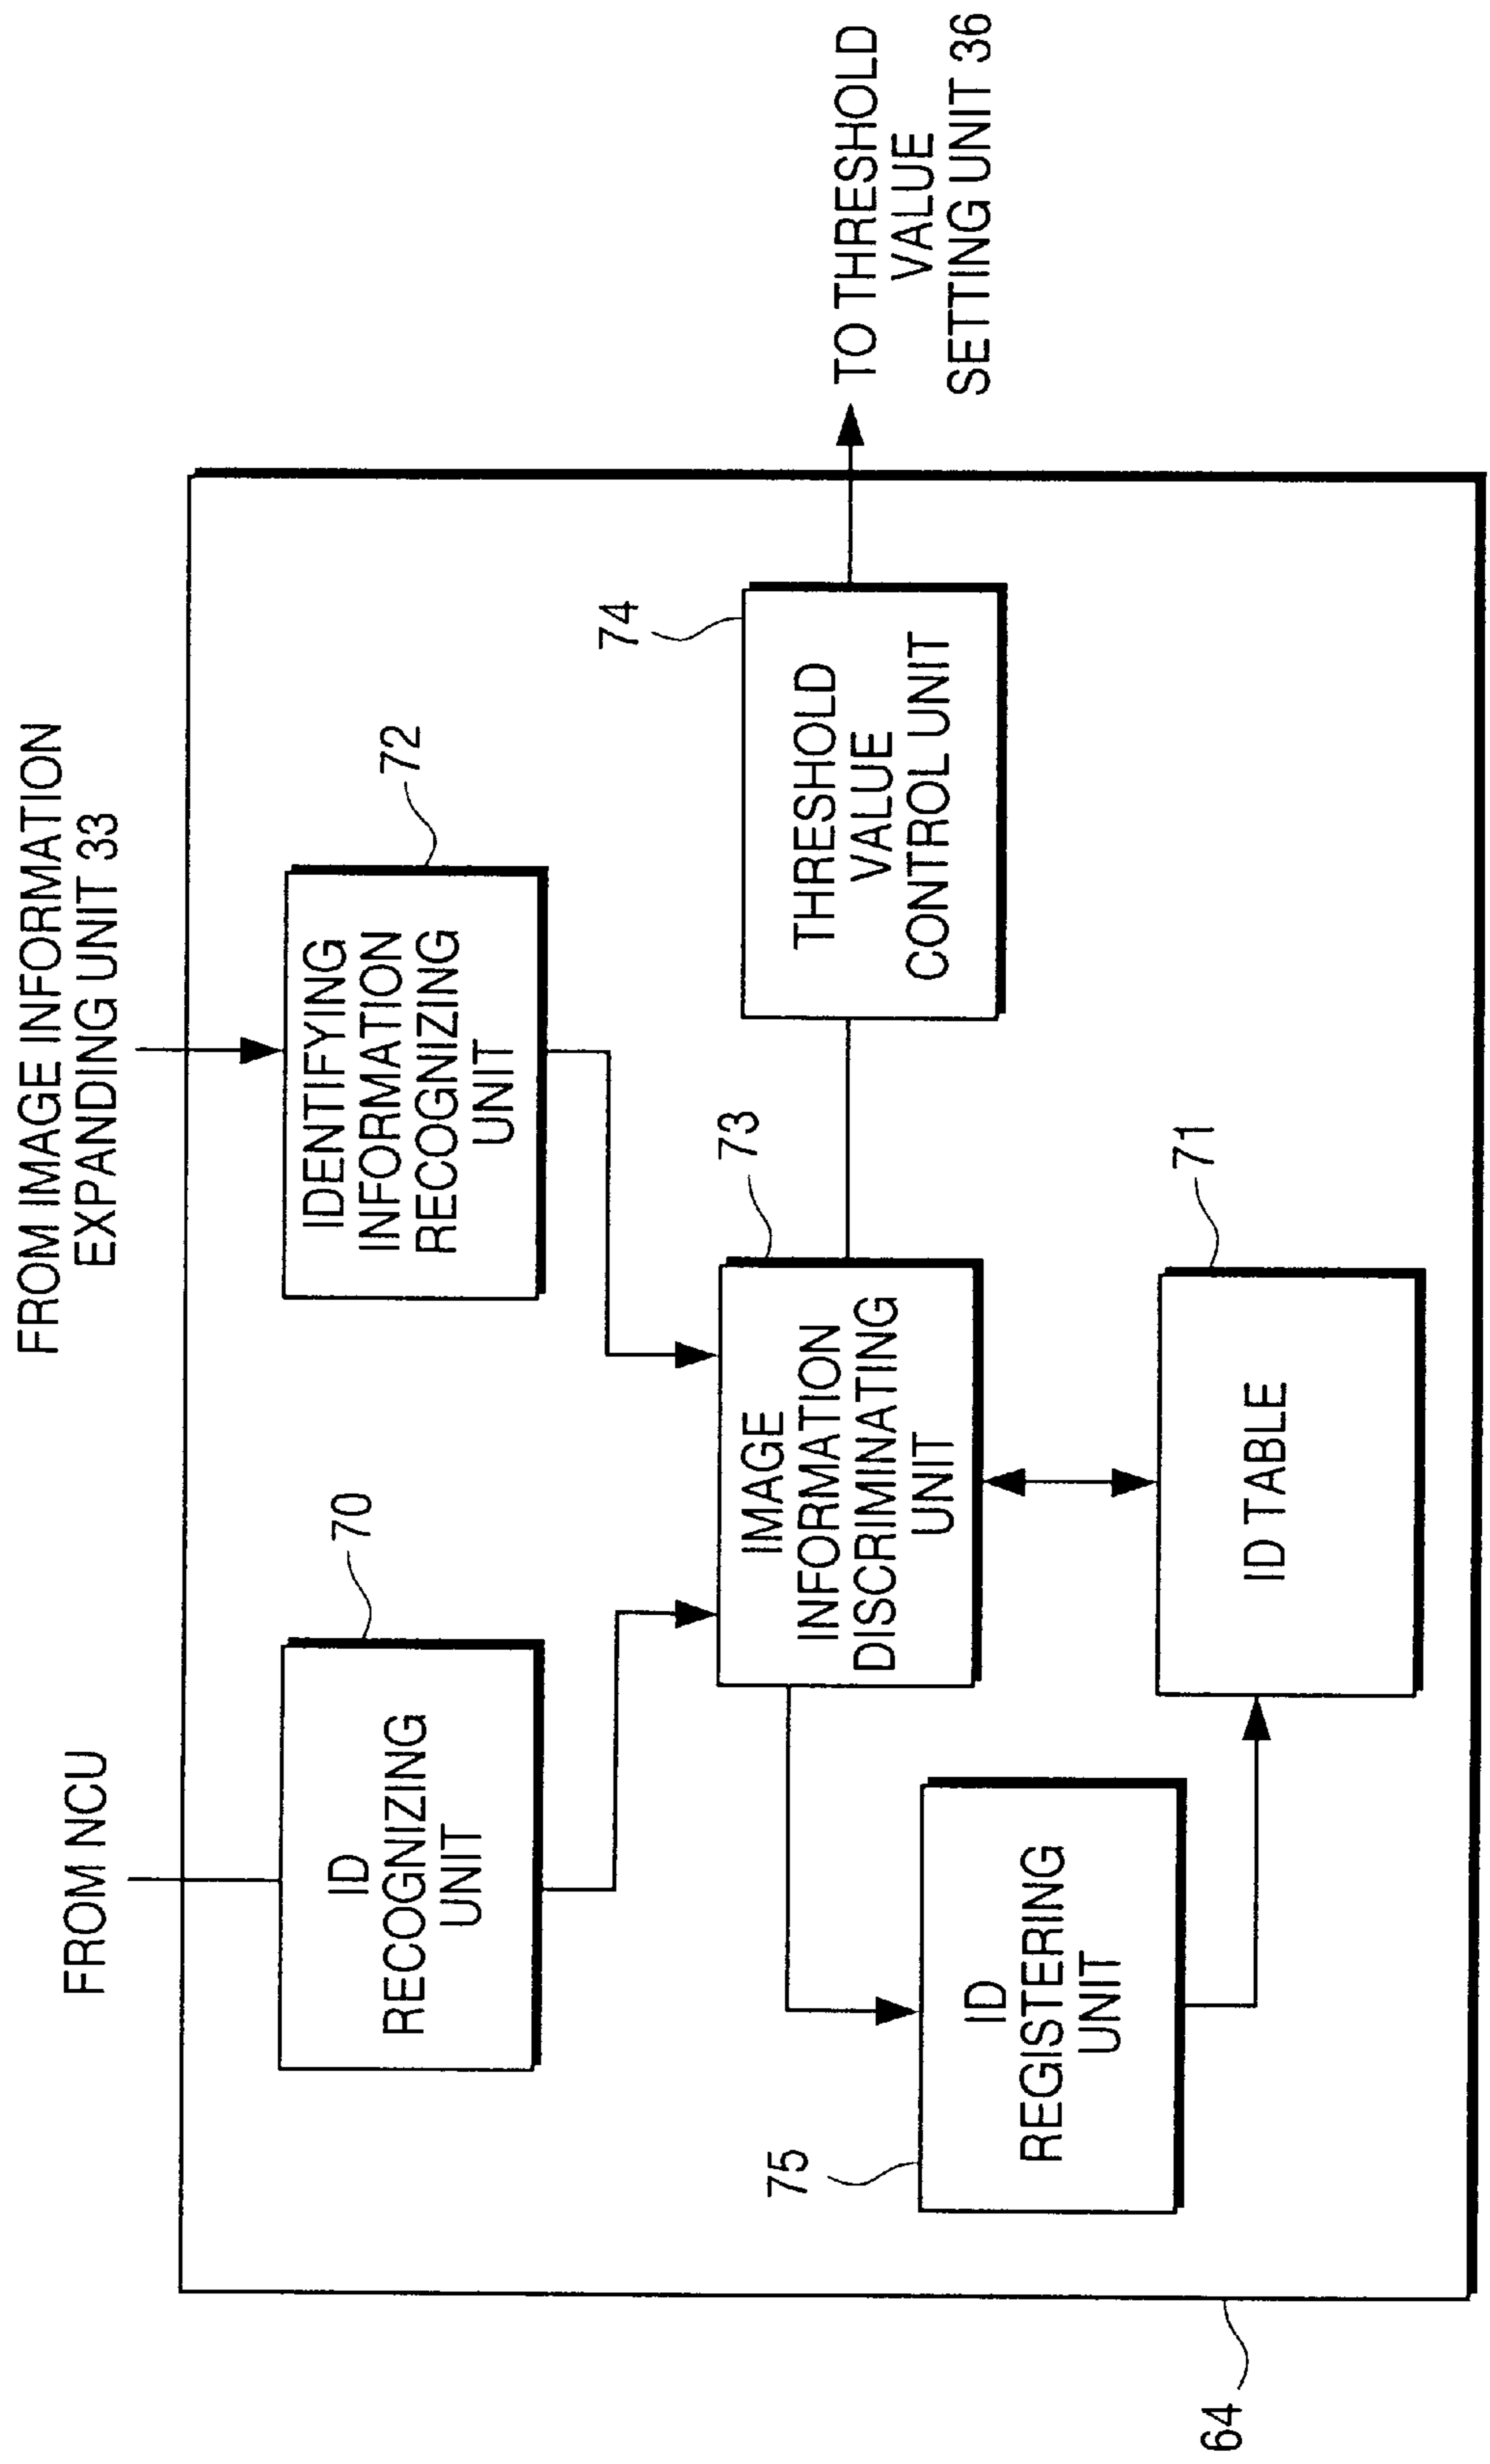 FROM NCU
FROM IMAGE INFORMATION
EXPANDING UNIT 33
70
ID
RECOGNIZING
UNIT
72
IDENTIFYING
INFORMATION
RECOGNIZING
UNIT
73
IMAGE
INFORMATION
DISCRIMINATING
UNIT
74
THRESHOLD
VALUE
CONTROL UNIT
TO THRESHOLD
VALUE
SETTING UNIT 36
75
ID
REGISTERING
UNIT
71
ID TABLE
64